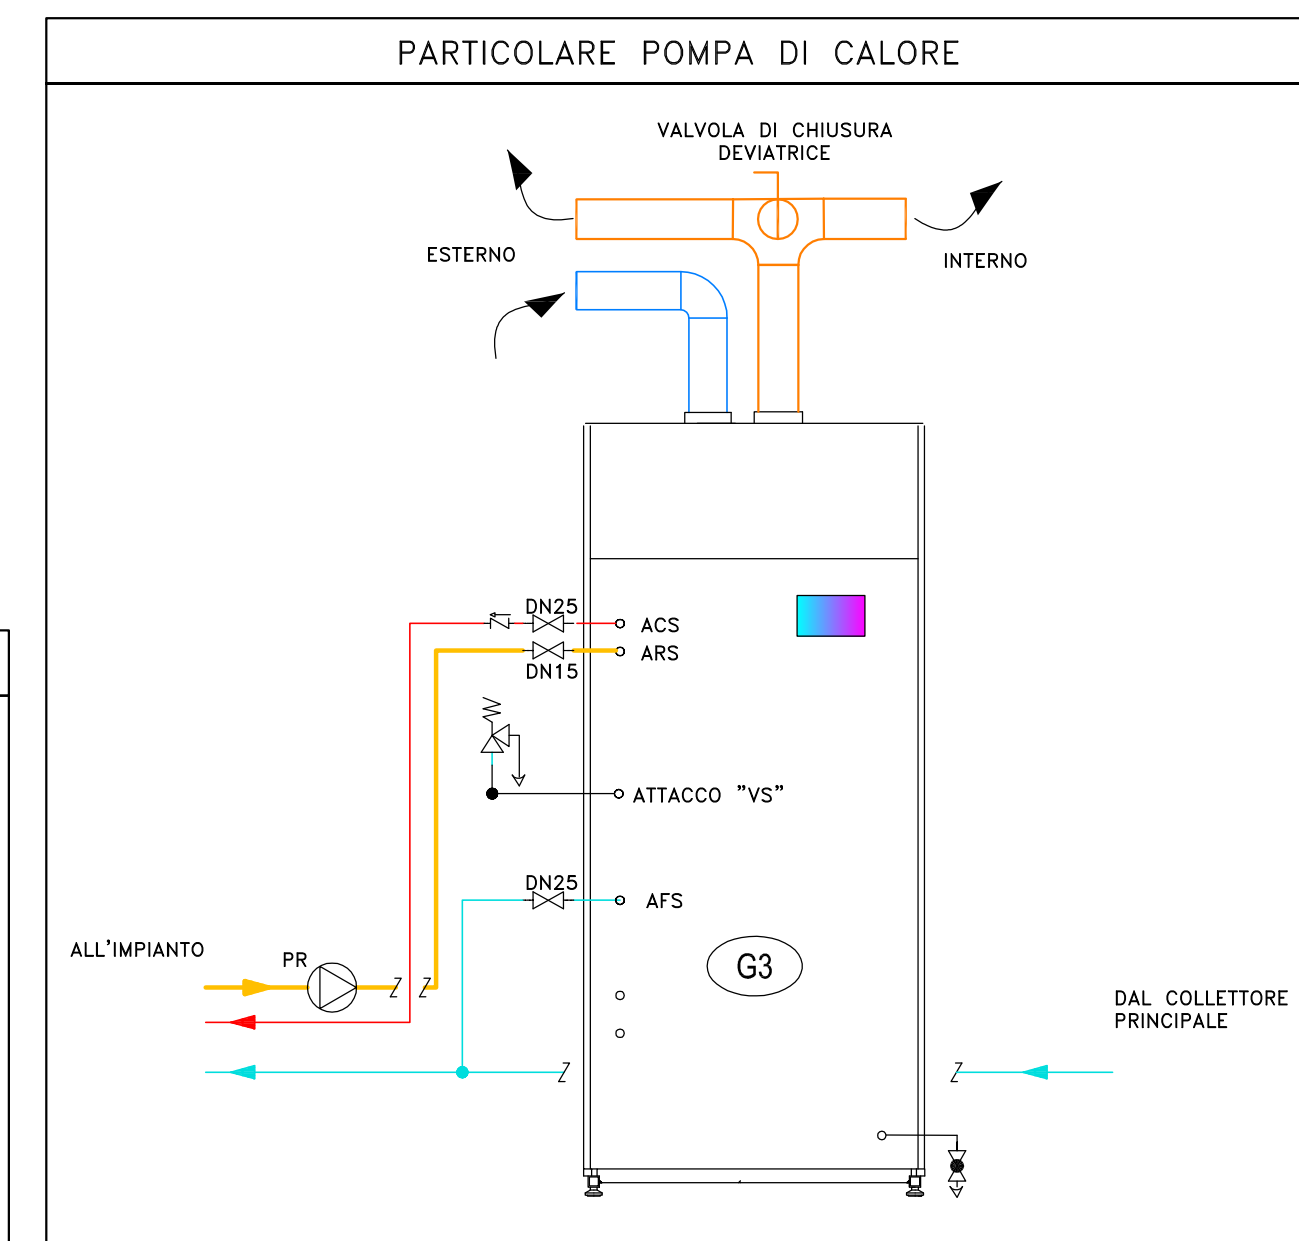 PARTICOLARE POMPA DI CALORE
VALVOLA DI CHIUSURA
DEVIATRICE
ESTERNO
INTERNO
DN25
ACS
ARS
DN15
ATTACCO "VS"
DN25
AFS
ALL'IMPIANTO
PR
G3
DAL COLLETTORE
PRINCIPALE